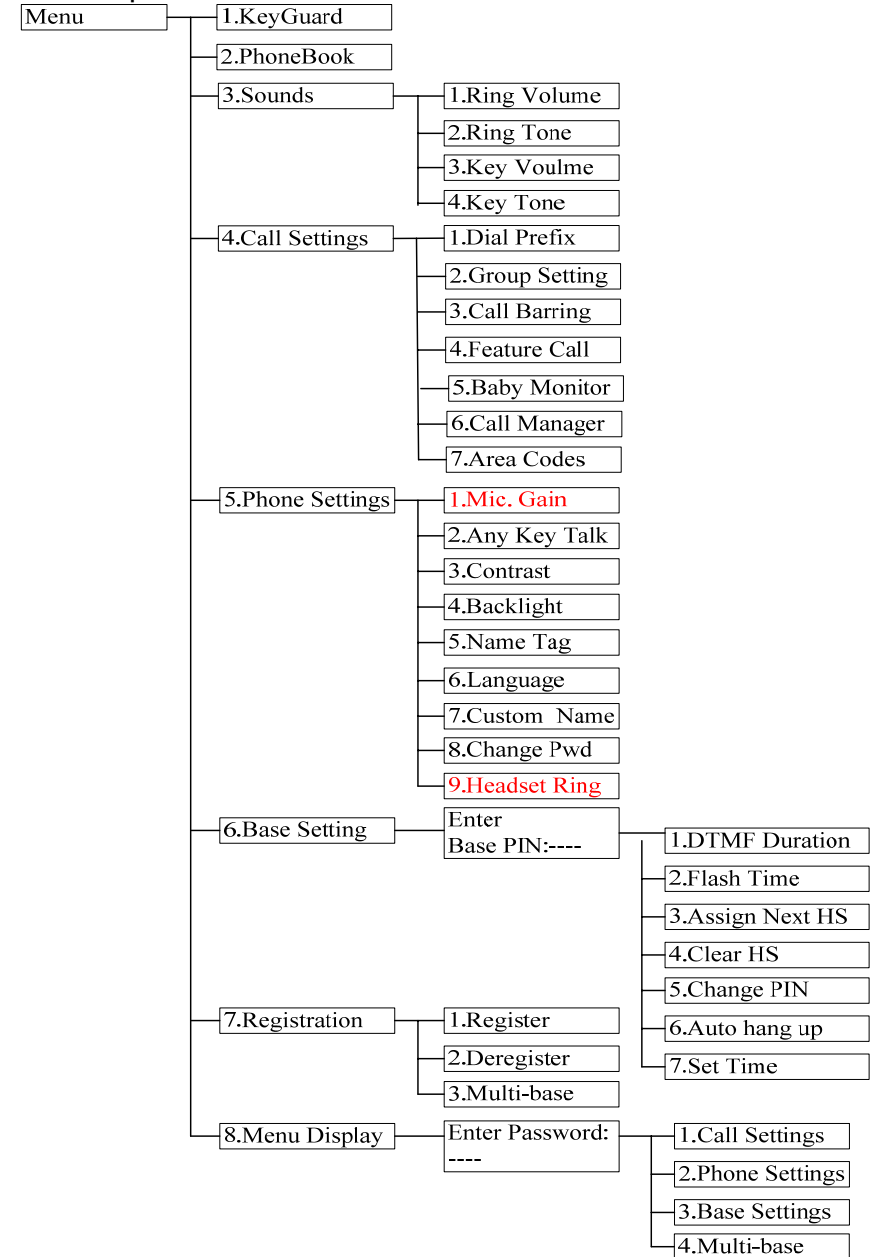 Menu
1.KeyGuard
2.PhoneBook
3.Sounds
1.Ring Volume
2.Ring Tone
3.Key Voulme
4.Key Tone
4.Call Settings
1.Dial Prefix
2.Group Setting
3.Call Barring
4.Feature Call
5.Baby Monitor
6.Call Manager
7.Area Codes
5.Phone Settings
1.Mic. Gain
2.Any Key Talk
3.Contrast
4.Backlight
5.Name Tag
6.Language
7.Custom  Name
8.Change Pwd
9.Headset Ring
6.Base Setting
Enter
Base PIN:----
1.DTMF Duration
2.Flash Time
3.Assign Next HS
4.Clear HS
5.Change PIN
6.Auto hang up
7.Set Time
7.Registration
1.Register
2.Deregister
3.Multi-base
8.Menu Display
Enter Password:
----
1.Call Settings
2.Phone Settings
3.Base Settings
4.Multi-base